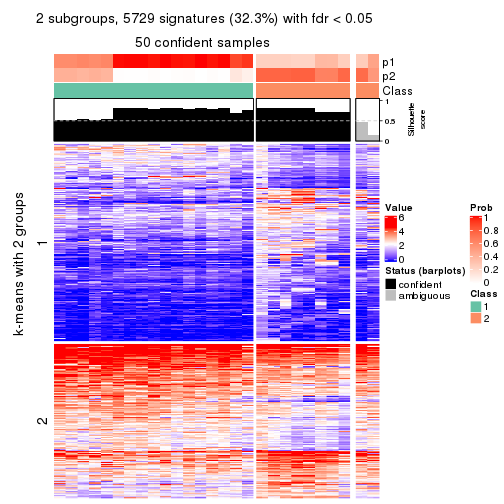 2 subgroups, 5729 signatures (32.3%) with fdr < 0.05
50 confident samples
p1
p2
Class
1
0.5
0
Silhouette
score
k-means with 2 groups
1
2
Value
6
4
2
0
Status (barplots)
confident
ambiguous
Prob
1
0.8
0.6
0.4
0.2
0
Class
1
2